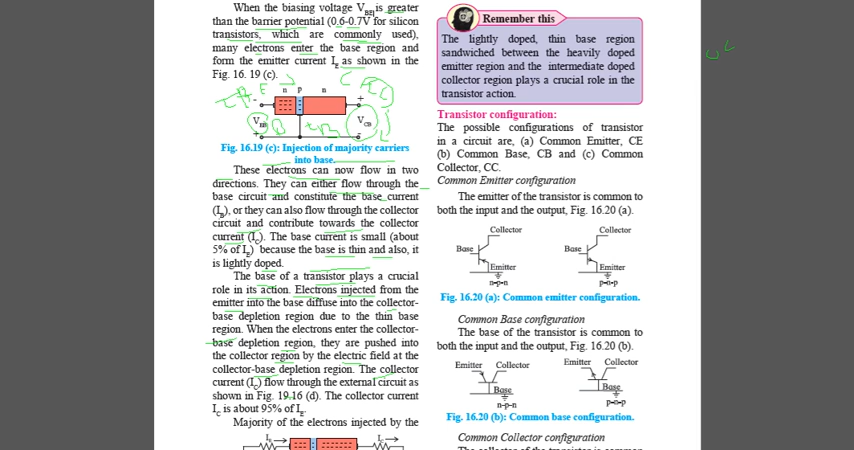 When the biasing voltage V_BE is greater
than the barrier potential (0.6-0.7V for silicon
transistors, which are commonly used),
many electrons enter the base region and
form the emitter current I_E as shown in the
Fig. 16. 19 (c).
n p n
V_CB
Fig. 16.19 (c): Injection of majority carriers
into base.
These electrons can now flow in two
directions. They can either flow through the
base circuit and constitute the base current
(I_B), or they can also flow through the collector
circuit and contribute towards the collector
current (I_C). The base current is small (about
5% of I_E) because the base is thin and also, it
is lightly doped.
The base of a transistor plays a crucial
role in its action. Electrons injected from the
emitter into the base diffuse into the collector-
base depletion region due to the thin base
region. When the electrons enter the collector-
base depletion region, they are pushed into
the collector region by the electric field at the
collector-base depletion region. The collector
current (I_C) flow through the external circuit as
shown in Fig. 19.16 (d). The collector current
I_C is about 95% of I_E.
Majority of the electrons injected by the
Remember this
The lightly doped, thin base region
sandwiched between the heavily doped
emitter region and the intermediate doped
collector region plays a crucial role in the
transistor action.
Transistor configuration:
The possible configurations of transistor
in a circuit are, (a) Common Emitter, CE
(b) Common Base, CB and (c) Common
Collector, CC.
Common Emitter configuration
The emitter of the transistor is common to
both the input and the output, Fig. 16.20 (a).
Collector Collector
Base Base
Emitter Emitter
n-p-n p-n-p
Fig. 16.20 (a): Common emitter configuration.
Common Base configuration
The base of the transistor is common to
both the input and the output, Fig. 16.20 (b).
Emitter Collector Emitter Collector
Base Base
n-p-n p-n-p
Fig. 16.20 (b): Common base configuration.
Common Collector configuration